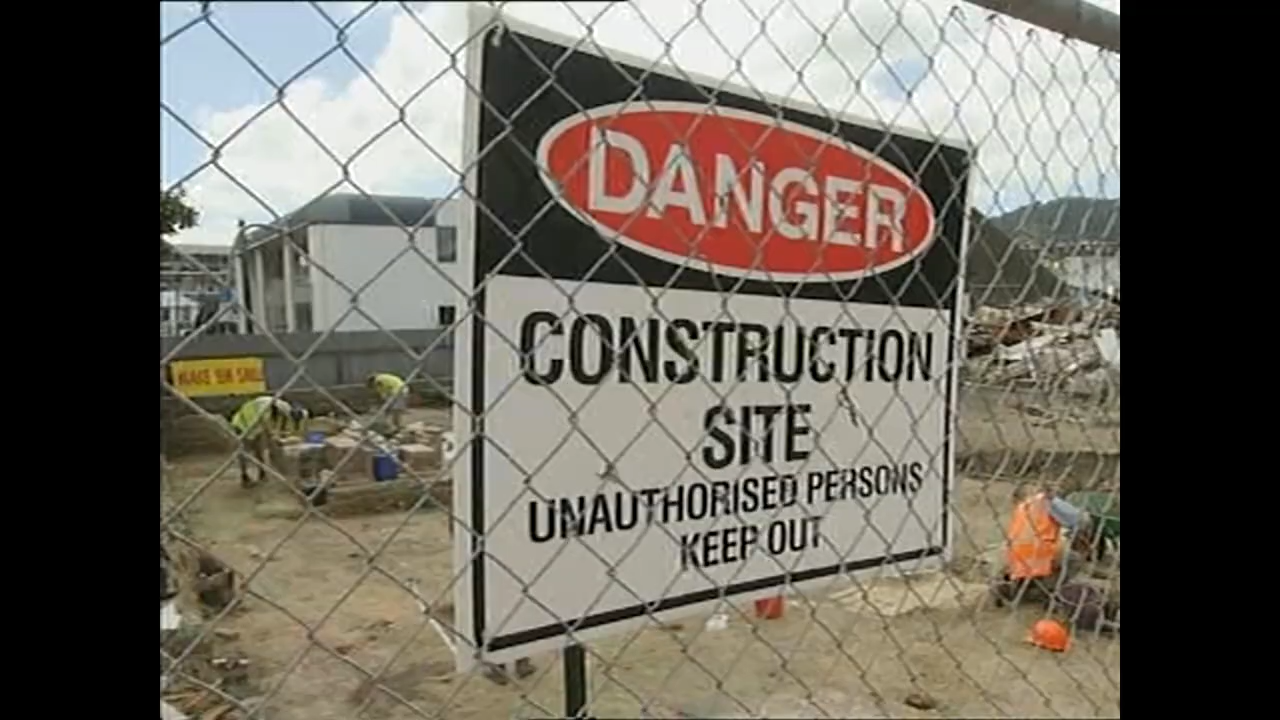 DANGER
CONSTRUCTION
SITE
UNAUTHORISED PERSONS
KEEP OUT